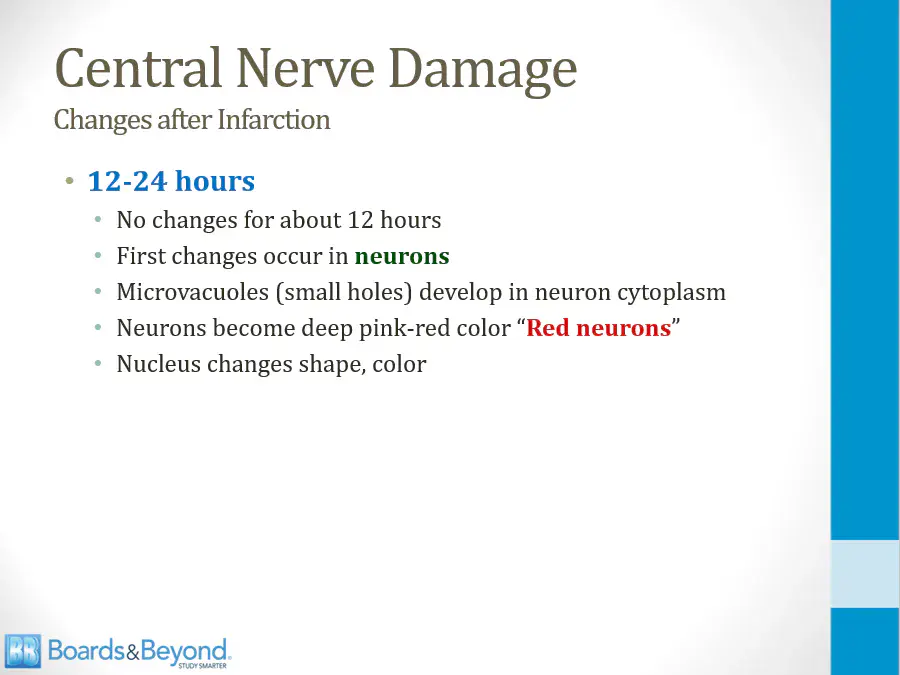 Central Nerve Damage
Changes after Infarction
• 12-24 hours
• No changes for about 12 hours
• First changes occur in neurons
• Microvacuoles (small holes) develop in neuron cytoplasm
• Neurons become deep pink-red color “Red neurons”
• Nucleus changes shape, color
BB Boards&Beyond.
STUDY SMARTER